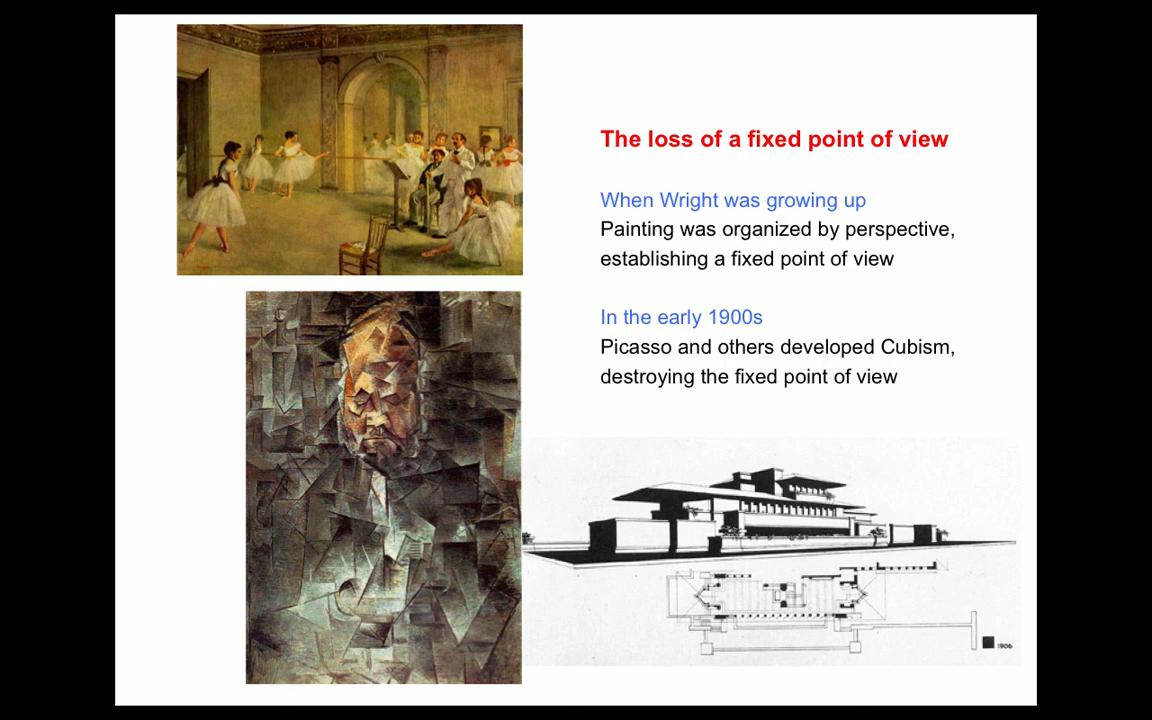 The loss of a fixed point of view
When Wright was growing up
Painting was organized by perspective,
establishing a fixed point of view
In the early 1900s
Picasso and others developed Cubism,
destroying the fixed point of view
1906